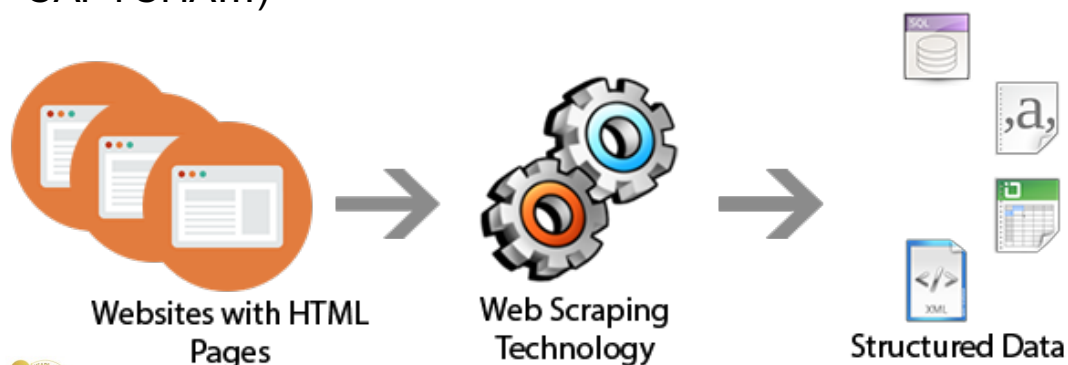 SQL
,a,
</>
XML
Websites with HTML
Pages
Web Scraping
Technology
Structured Data